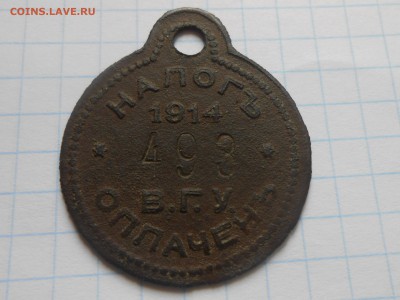 COINS.LAVE.RU
НАЛОГЪ
1914
493
В.Г.У
ОПЛАЧЕНЪ